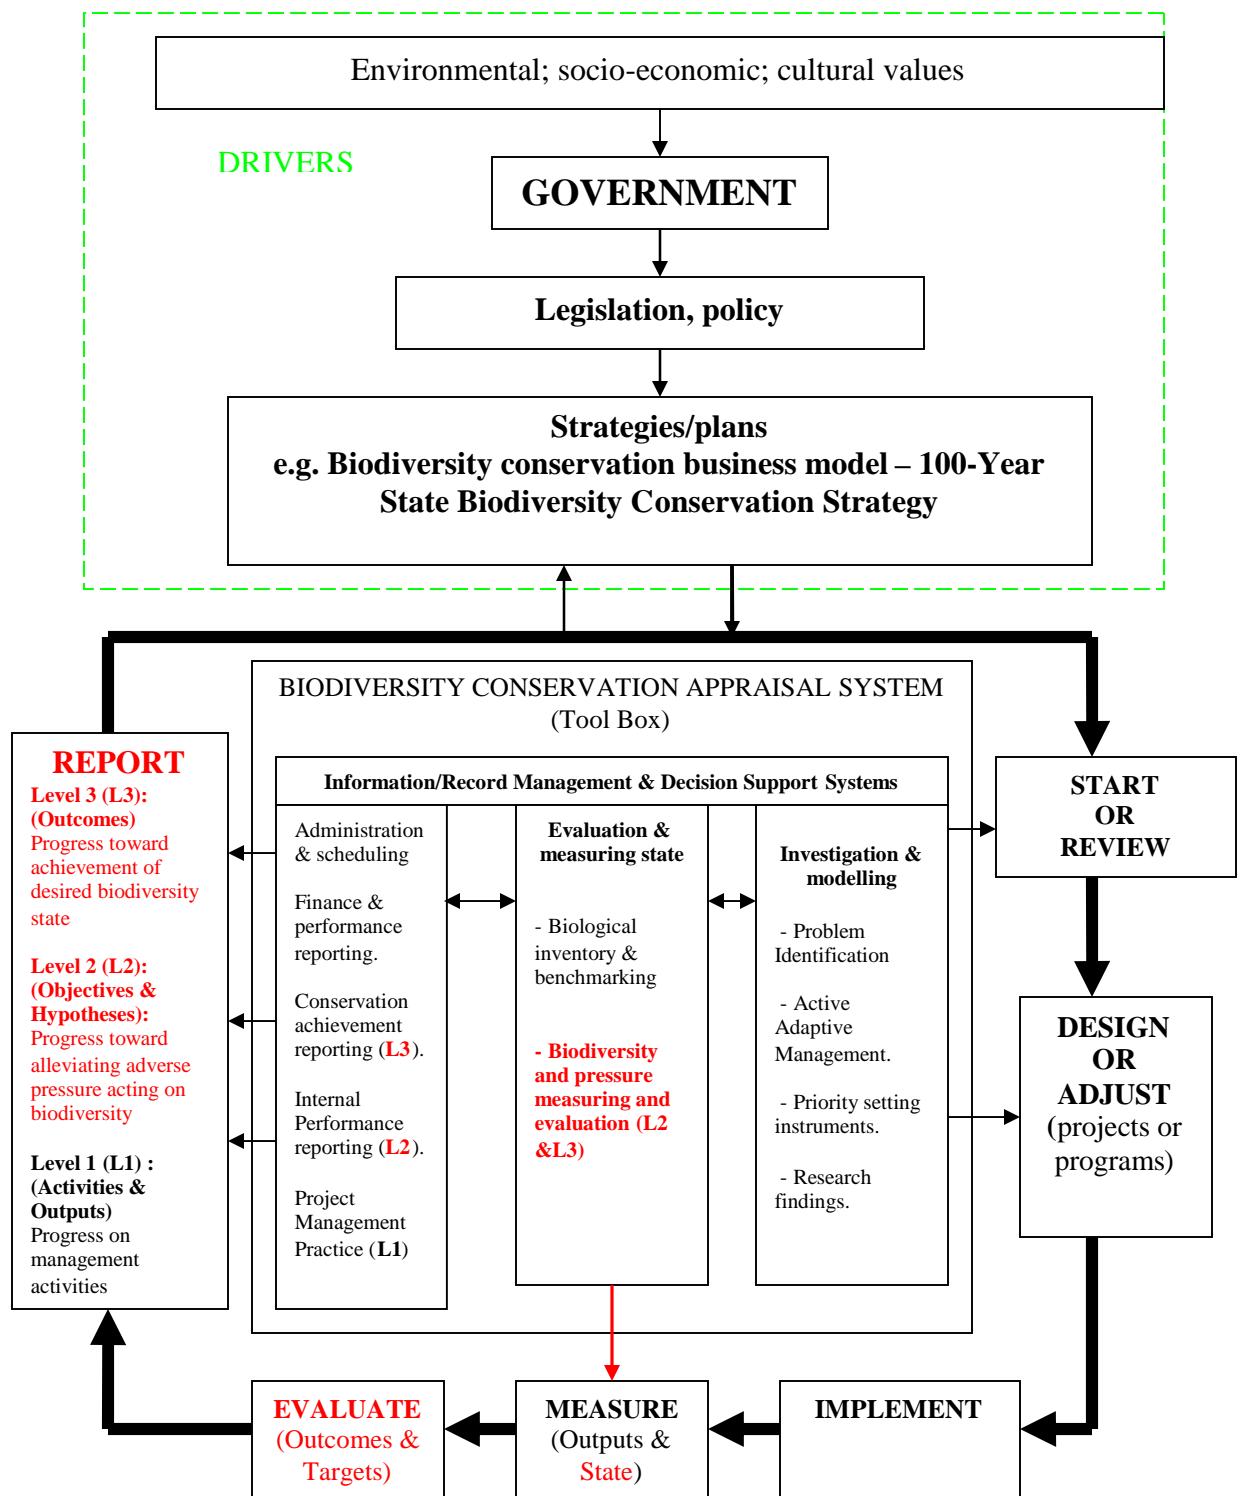 Environmental; socio-economic; cultural values
DRIVERS
GOVERNMENT
Legislation, policy
Strategies/plans
e.g. Biodiversity conservation business model – 100-Year
State Biodiversity Conservation Strategy
BIODIVERSITY CONSERVATION APPRAISAL SYSTEM
(Tool Box)
REPORT
Level 3 (L3):
(Outcomes)
Progress toward
achievement of
desired biodiversity
state
Level 2 (L2):
(Objectives &
Hypotheses):
Progress toward
alleviating adverse
pressure acting on
biodiversity
Level 1 (L1) :
(Activities &
Outputs)
Progress on
management
activities
Information/Record Management & Decision Support Systems
Administration
& scheduling
Finance &
performance
reporting.
Conservation
achievement
reporting (L3).
Internal
Performance
reporting (L2).
Project
Management
Practice (L1)
Evaluation &
measuring state
- Biological
inventory &
benchmarking
- Biodiversity
and pressure
measuring and
evaluation (L2
&L3)
Investigation &
modelling
- Problem
Identification
- Active
Adaptive
Management.
- Priority setting
instruments.
- Research
findings.
START
OR
REVIEW
DESIGN
OR
ADJUST
(projects or
programs)
EVALUATE
(Outcomes &
Targets)
MEASURE
(Outputs &
State)
IMPLEMENT